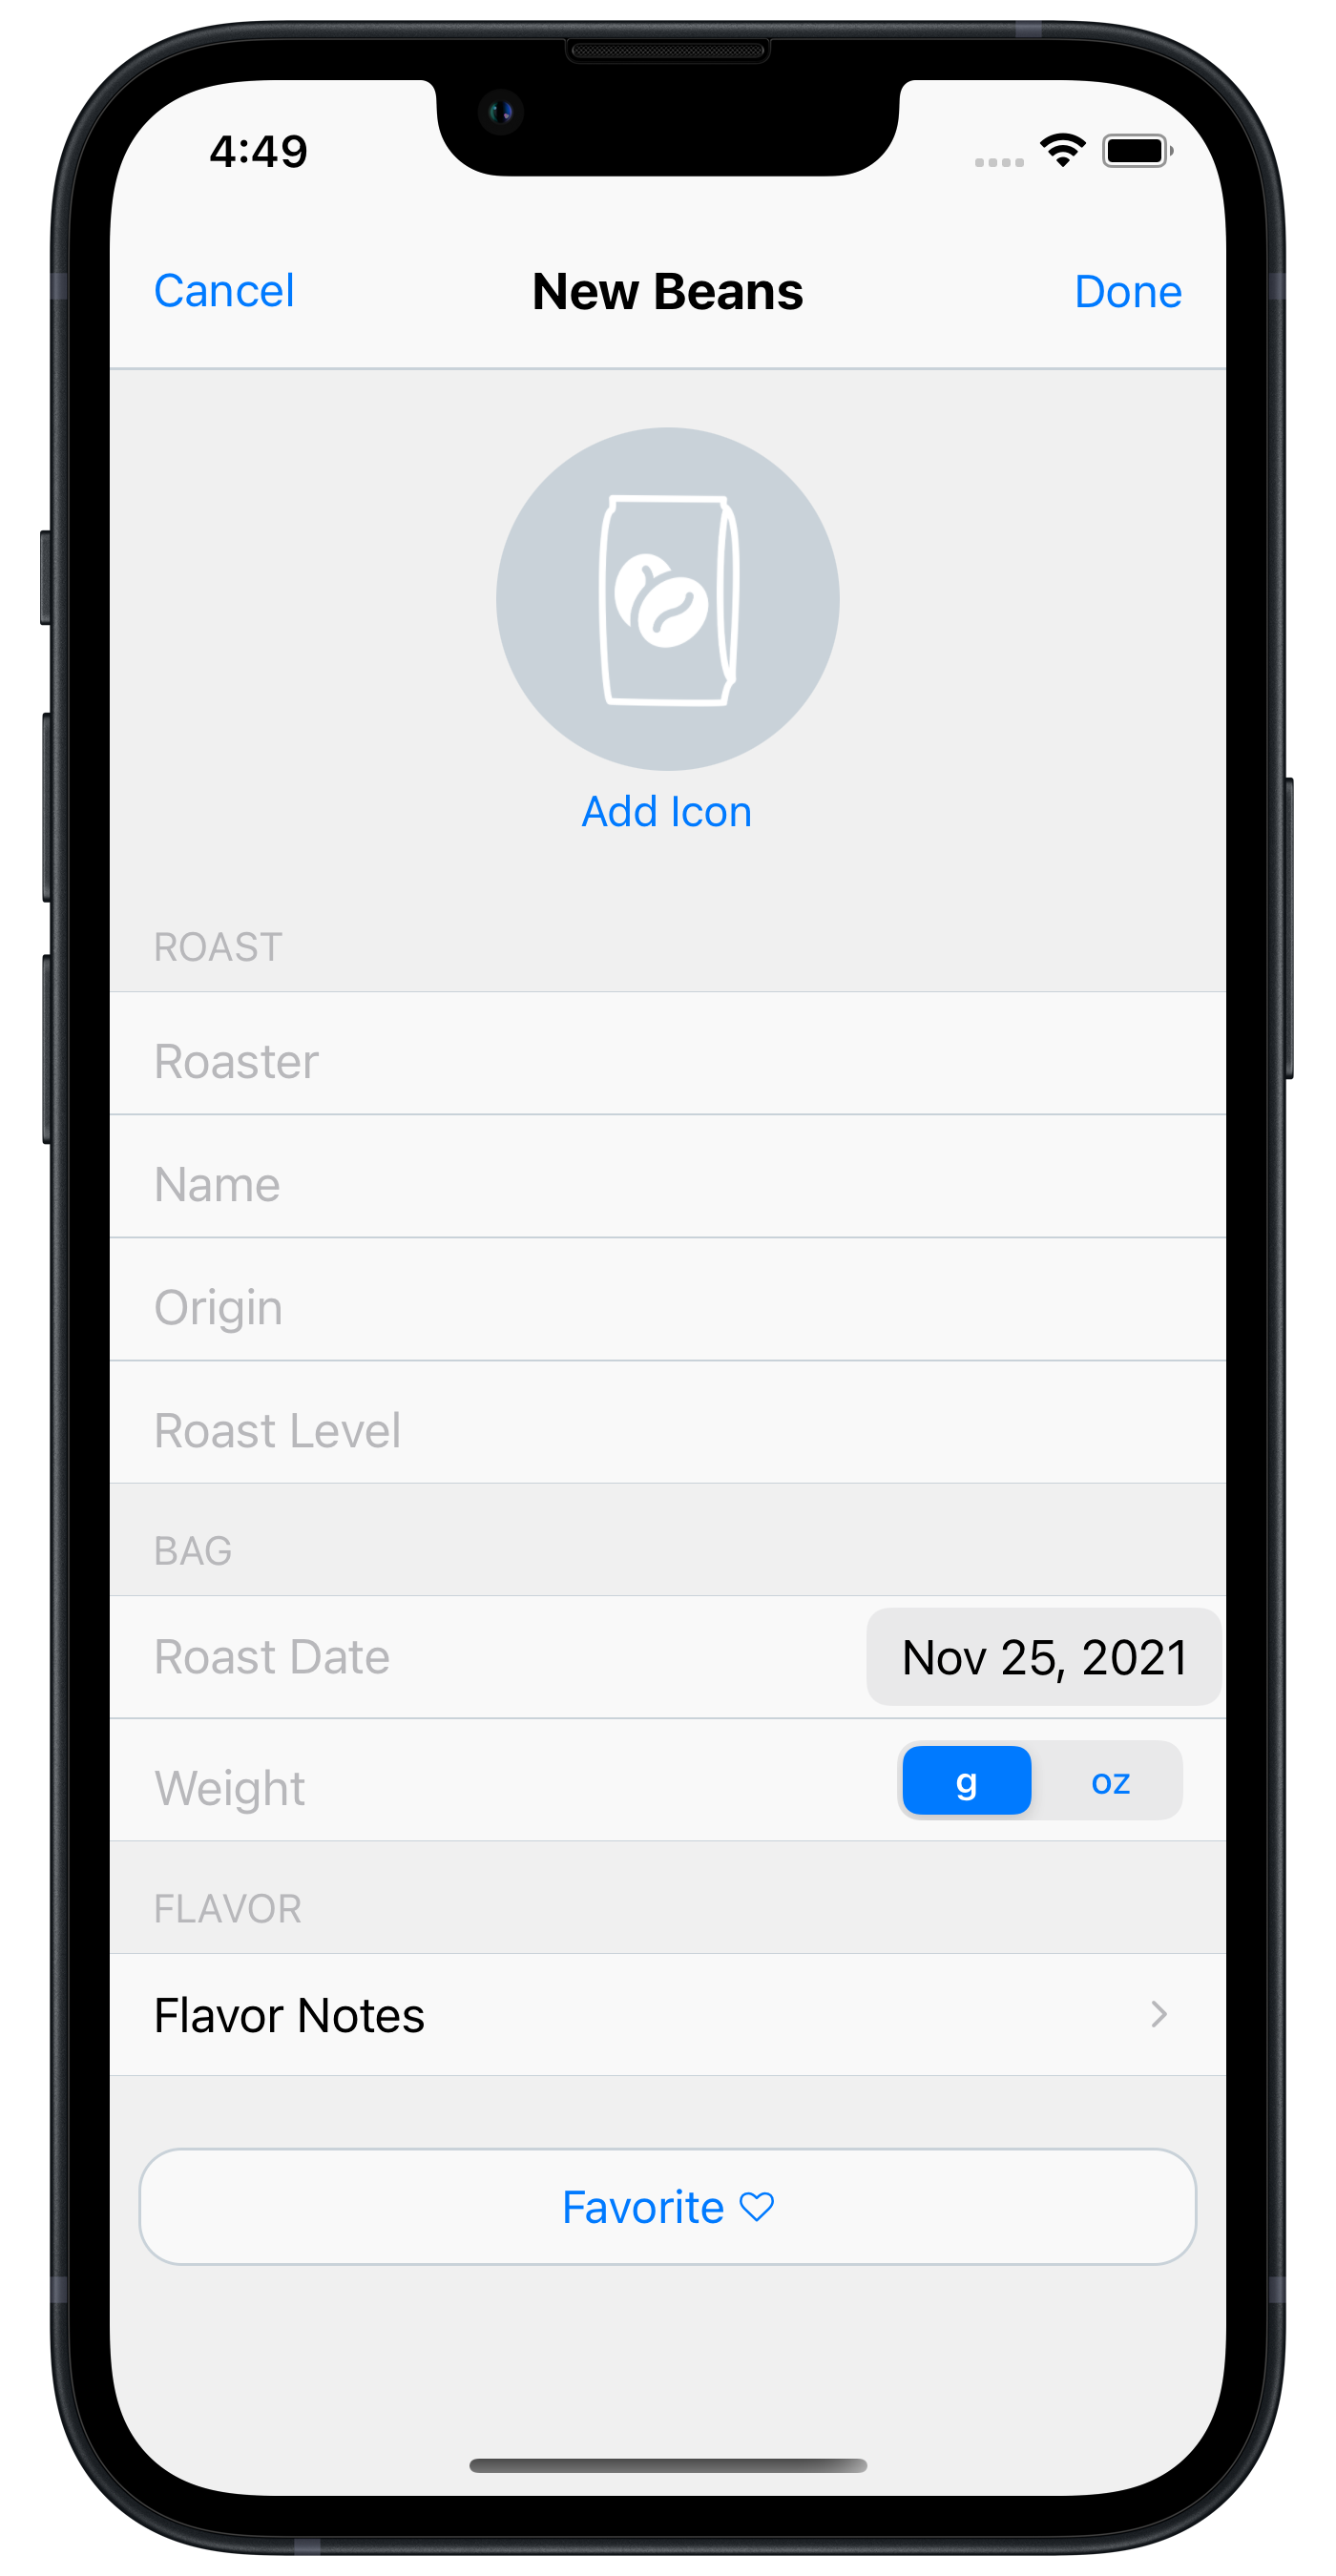 4:49
Cancel New Beans Done
Add Icon
ROAST
Roaster
Name
Origin
Roast Level
BAG
Roast Date Nov 25, 2021
Weight g oz
FLAVOR
Flavor Notes
Favorite